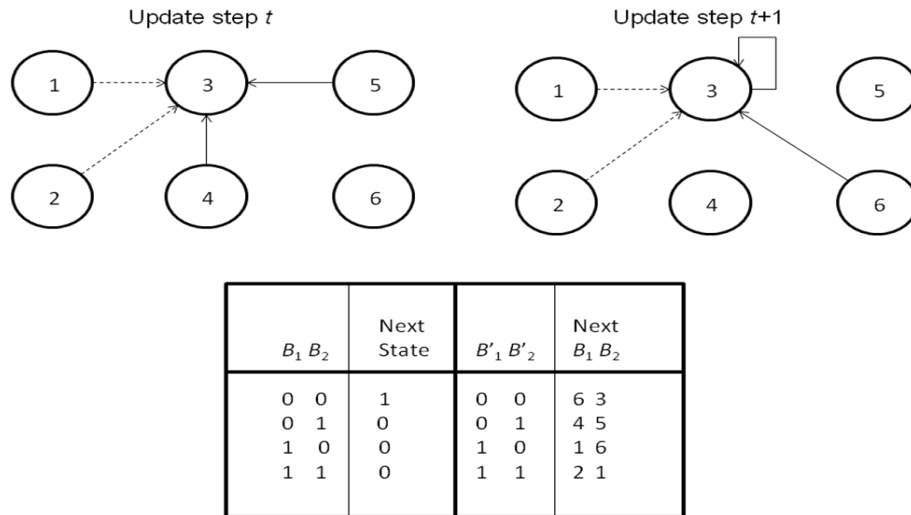 Update step t
Update step t+1
1 3 5
2 4 6
1 3 5
2 4 6
B1 B2 Next State B'1 B'2 Next B1 B2
0 0 1 0 0 6 3
0 1 0 0 1 4 5
1 0 0 1 0 1 6
1 1 0 1 1 2 1